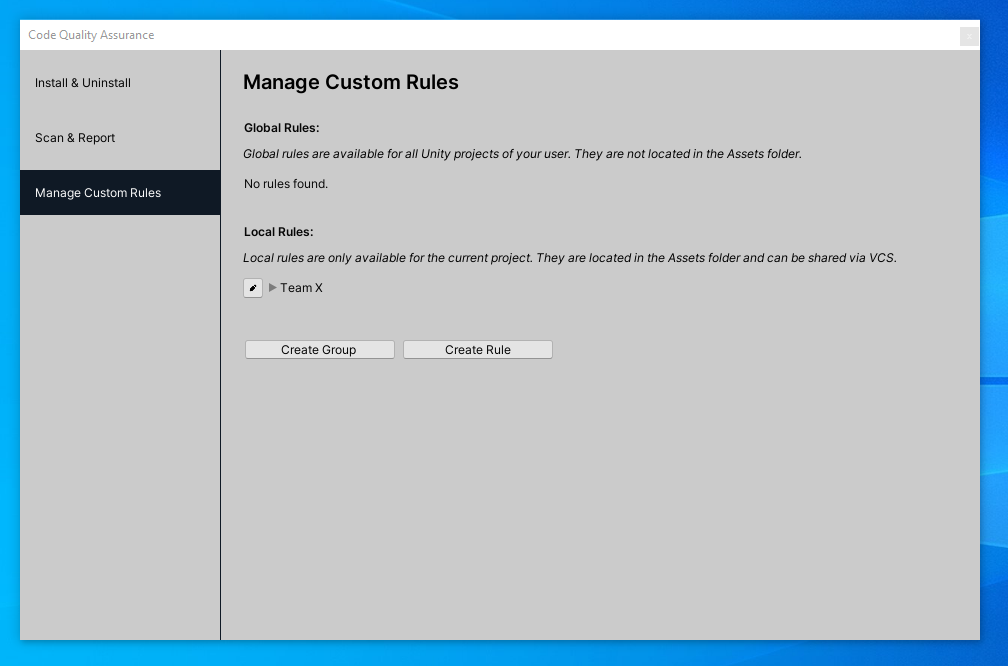 Code Quality Assurance
Install & Uninstall
Scan & Report
Manage Custom Rules
Manage Custom Rules
Global Rules:
Global rules are available for all Unity projects of your user. They are not located in the Assets folder.
No rules found.
Local Rules:
Local rules are only available for the current project. They are located in the Assets folder and can be shared via VCS.
Team X
Create Group
Create Rule